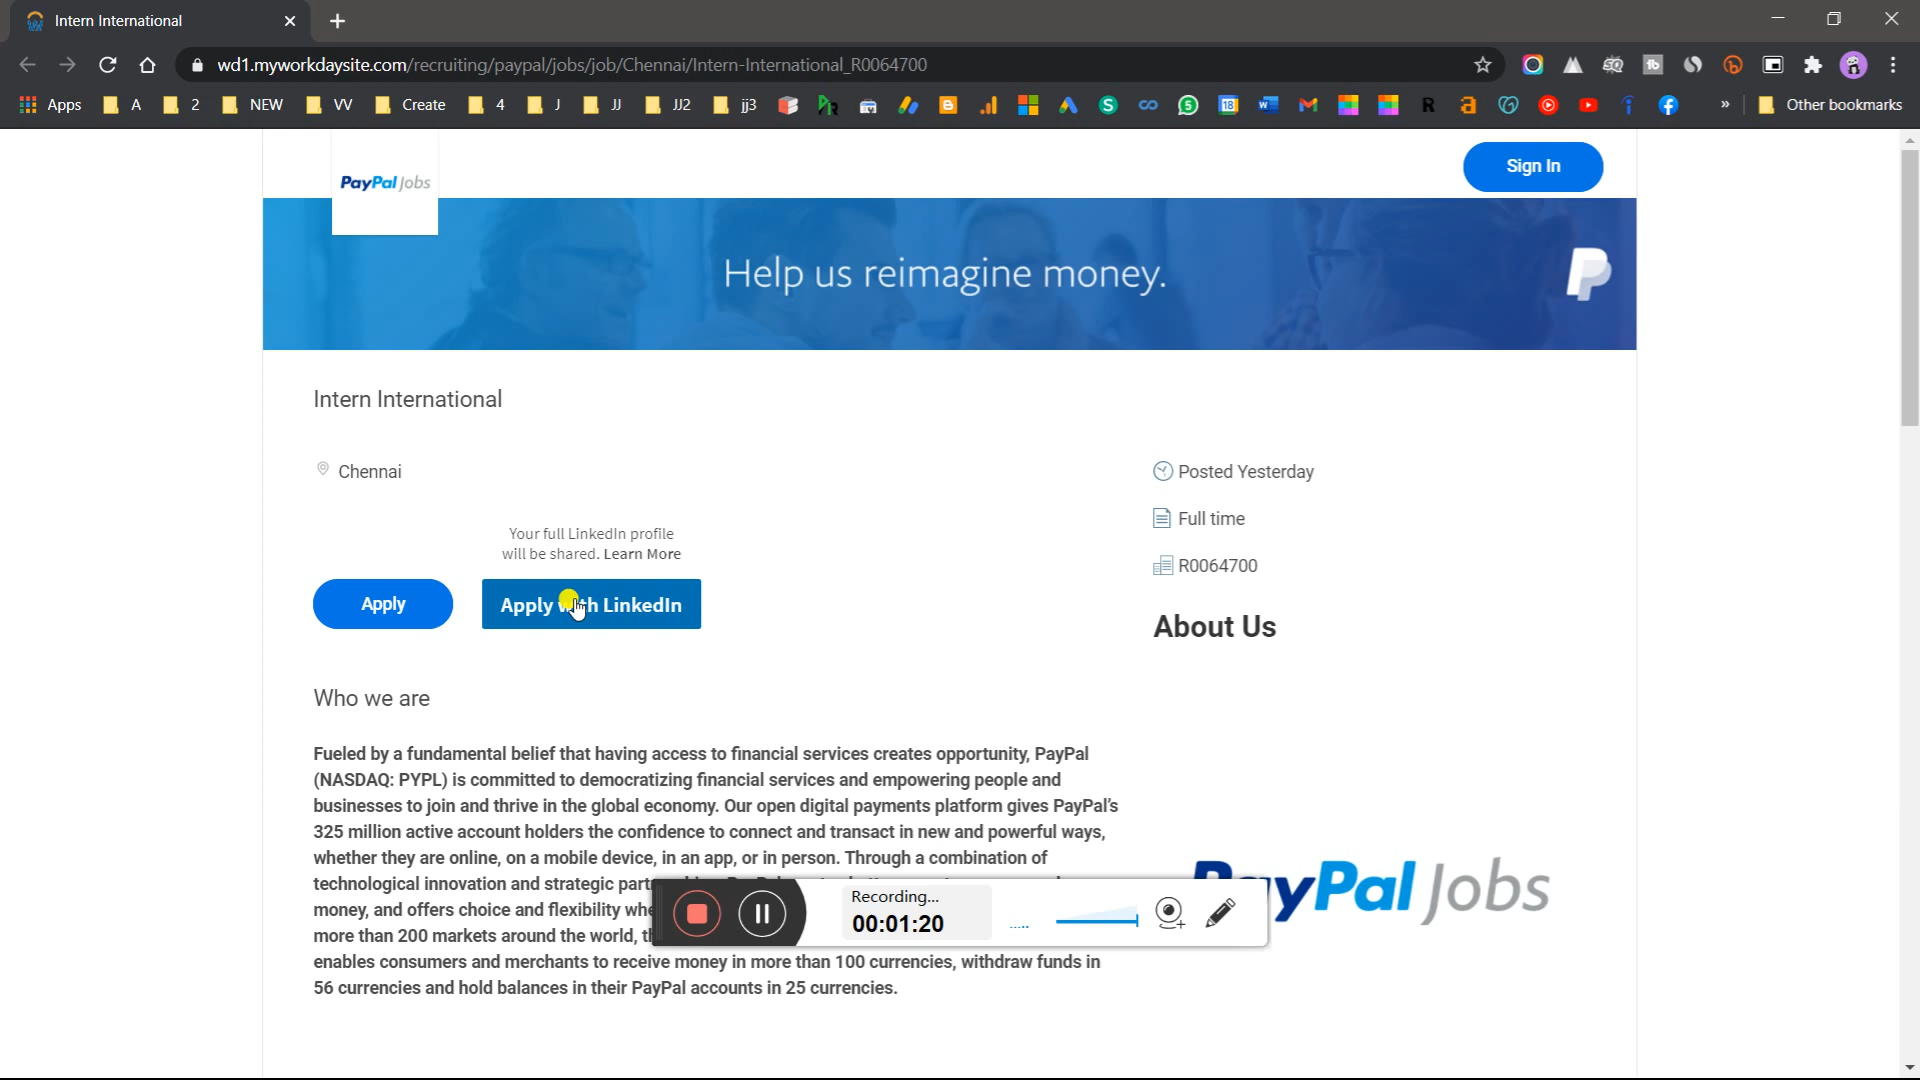 Intern International
wd1.myworkdaysite.com/recruiting/paypal/jobs/job/Chennai/Intern-International_R0064700
Apps A 2 NEW VV Create 4 J JJ JJ2 jj3 Other bookmarks
PayPal Jobs
Sign In
Help us reimagine money.
Intern International
Chennai
Posted Yesterday
Full time
R0064700
Your full LinkedIn profile
will be shared. Learn More
Apply
Apply with LinkedIn
About Us
Who we are
Fueled by a fundamental belief that having access to financial services creates opportunity, PayPal
(NASDAQ: PYPL) is committed to democratizing financial services and empowering people and
businesses to join and thrive in the global economy. Our open digital payments platform gives PayPal's
325 million active account holders the confidence to connect and transact in new and powerful ways,
whether they are online, on a mobile device, in an app, or in person. Through a combination of
technological innovation and strategic
money, and offers choice and flexibility
more than 200 markets around the world,
enables consumers and merchants to receive money in more than 100 currencies, withdraw funds in
56 currencies and hold balances in their PayPal accounts in 25 currencies.
PayPal Jobs
Recording...
00:01:20